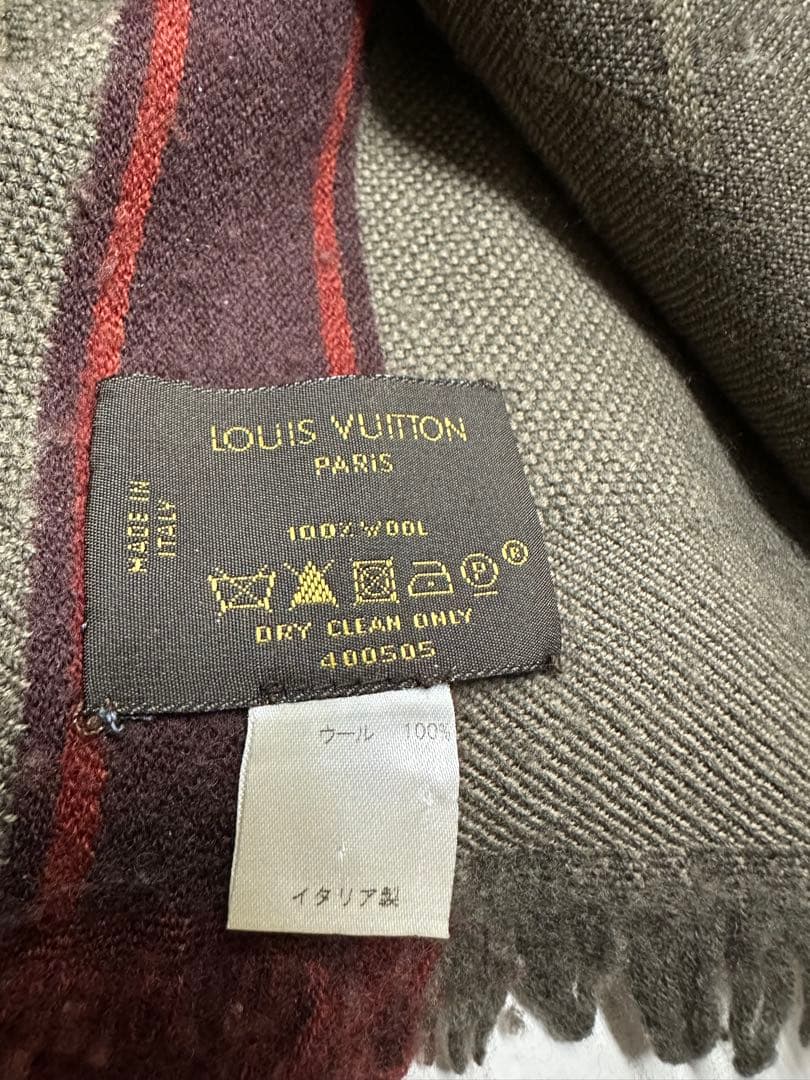 LOUIS VUITTON
PARIS
MADE IN
ITALY
100% WOOL
P
®
DRY CLEAN ONLY
400505
ウール 100%
イタリア製